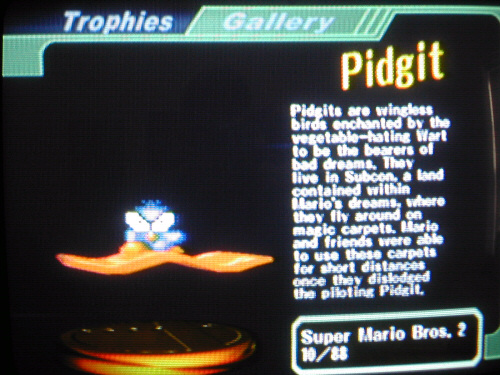 Trophies Gallery
Pidgit
Pidgits are wingless
birds enchanted by the
vegetable-hating Wart
to be the bearers of
bad dreams. They
live in Subcon, a land
contained within
Mario's dreams, where
they fly around on
magic carpets. Mario
and friends were able
to use these carpets
for short distances
once they dislodged
the piloting Pidgit.
Super Mario Bros. 2
10/88